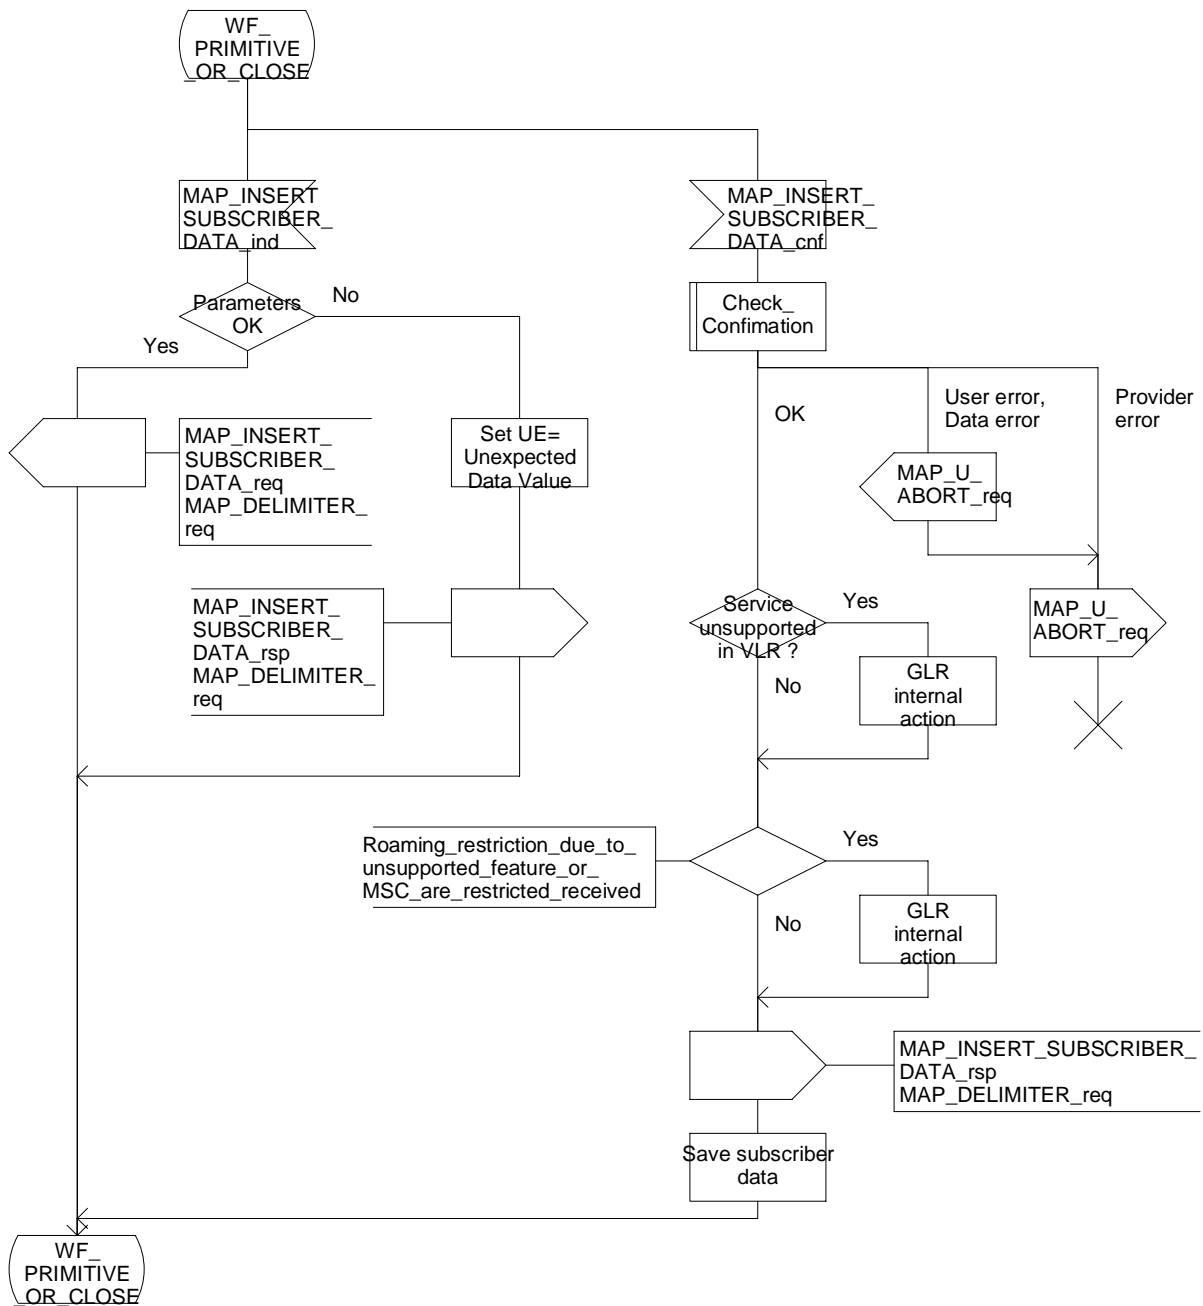 WF_
PRIMITIVE
_OR_CLOSE
MAP_INSERT
SUBSCRIBER_
DATA_ind
MAP_INSERT_
SUBSCRIBER_
DATA_cnf
Parameters
OK
No
Yes
Check_
Confimation
OK
User error,
Data error
Provider
error
MAP_INSERT_
SUBSCRIBER_
DATA_req
MAP_DELIMITER_
req
Set UE=
Unexpected
Data Value
MAP_U_
ABORT_req
MAP_INSERT_
SUBSCRIBER_
DATA_rsp
MAP_DELIMITER_
req
Service
unsupported
in VLR ?
Yes
No
MAP_U_
ABORT_req
GLR
internal
action
Roaming_restriction_due_to_
unsupported_feature_or_
MSC_are_restricted_received
Yes
No
GLR
internal
action
MAP_INSERT_SUBSCRIBER_
DATA_rsp
MAP_DELIMITER_req
Save subscriber
data
WF_
PRIMITIVE
_OR_CLOSE